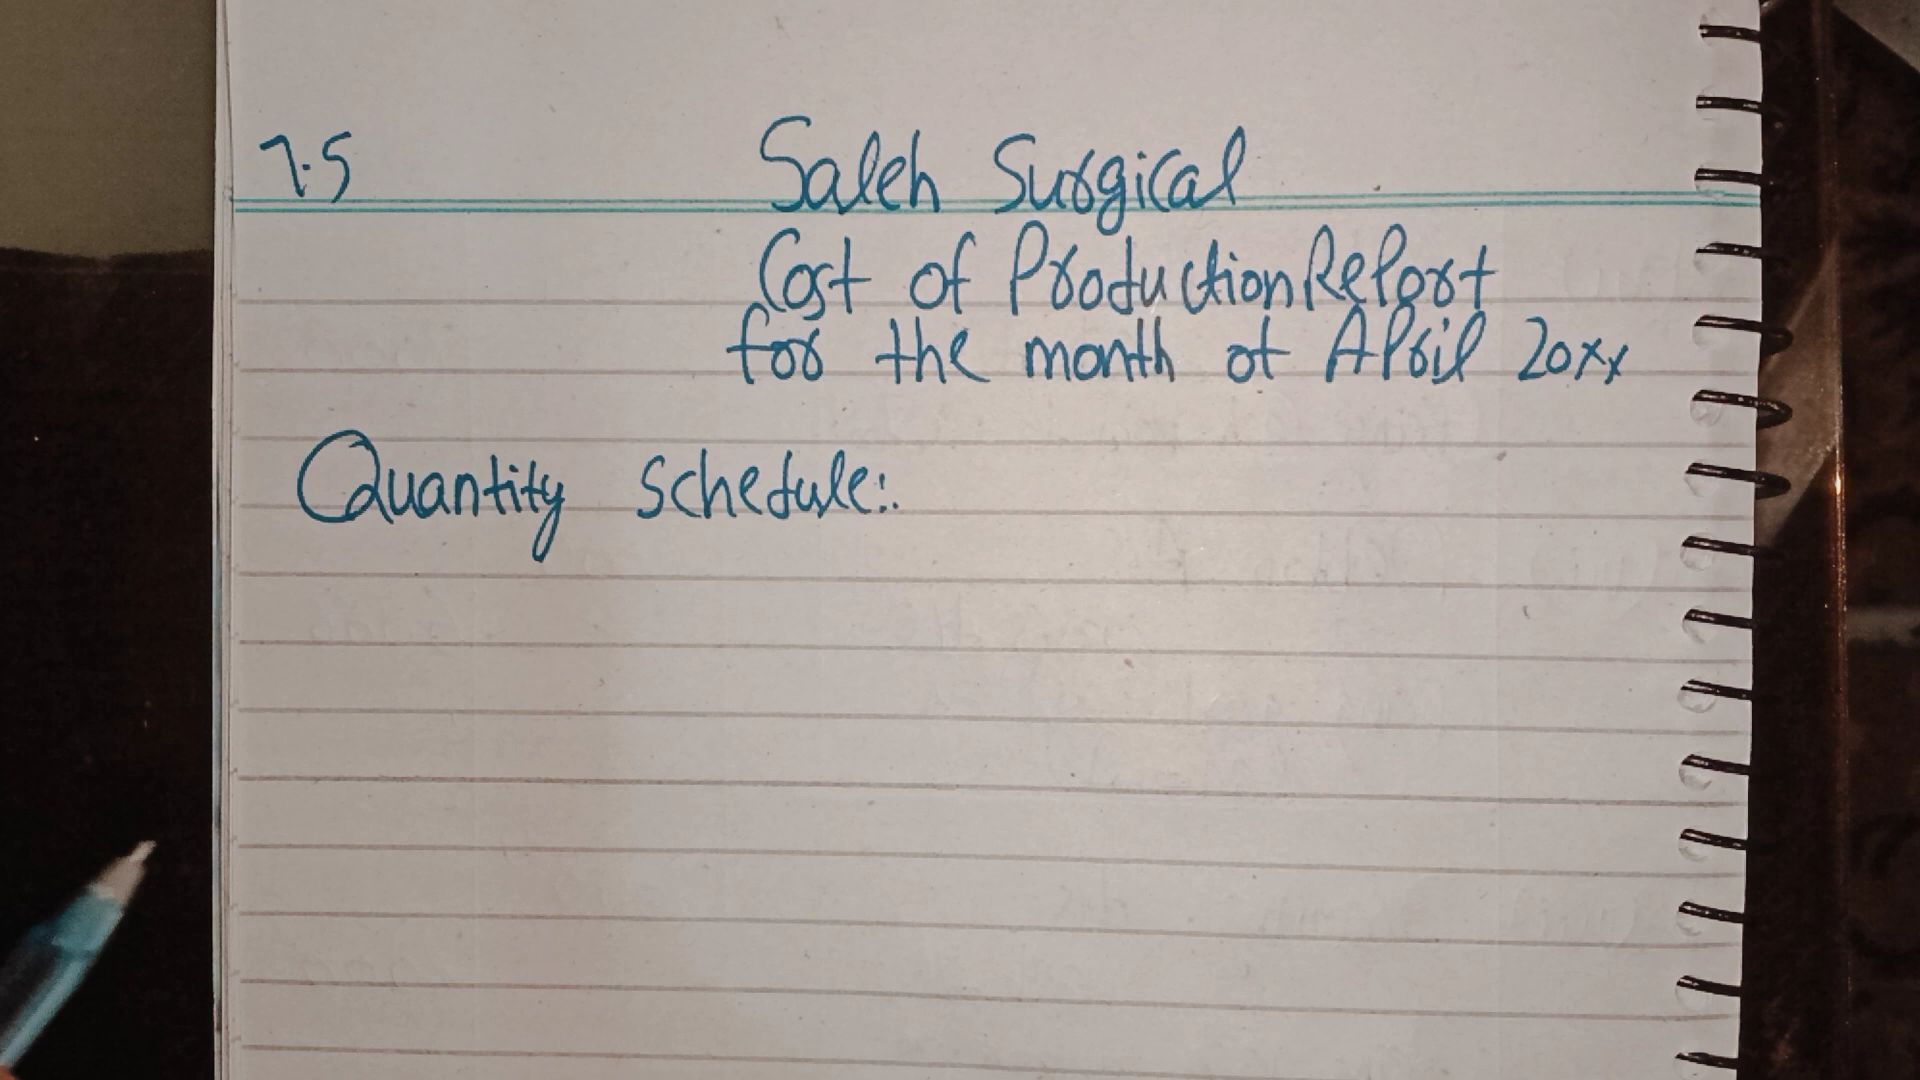 7.5
Saleh Surgical
Cost of Production Report
for the month of April 20xx
Quantity Schedule:.